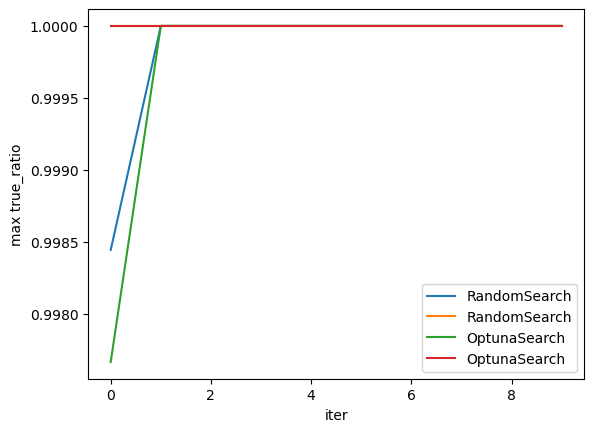 max true_ratio
1.0000
0.9995
0.9990
0.9985
0.9980
0 2 4 6 8
iter
RandomSearch
RandomSearch
OptunaSearch
OptunaSearch